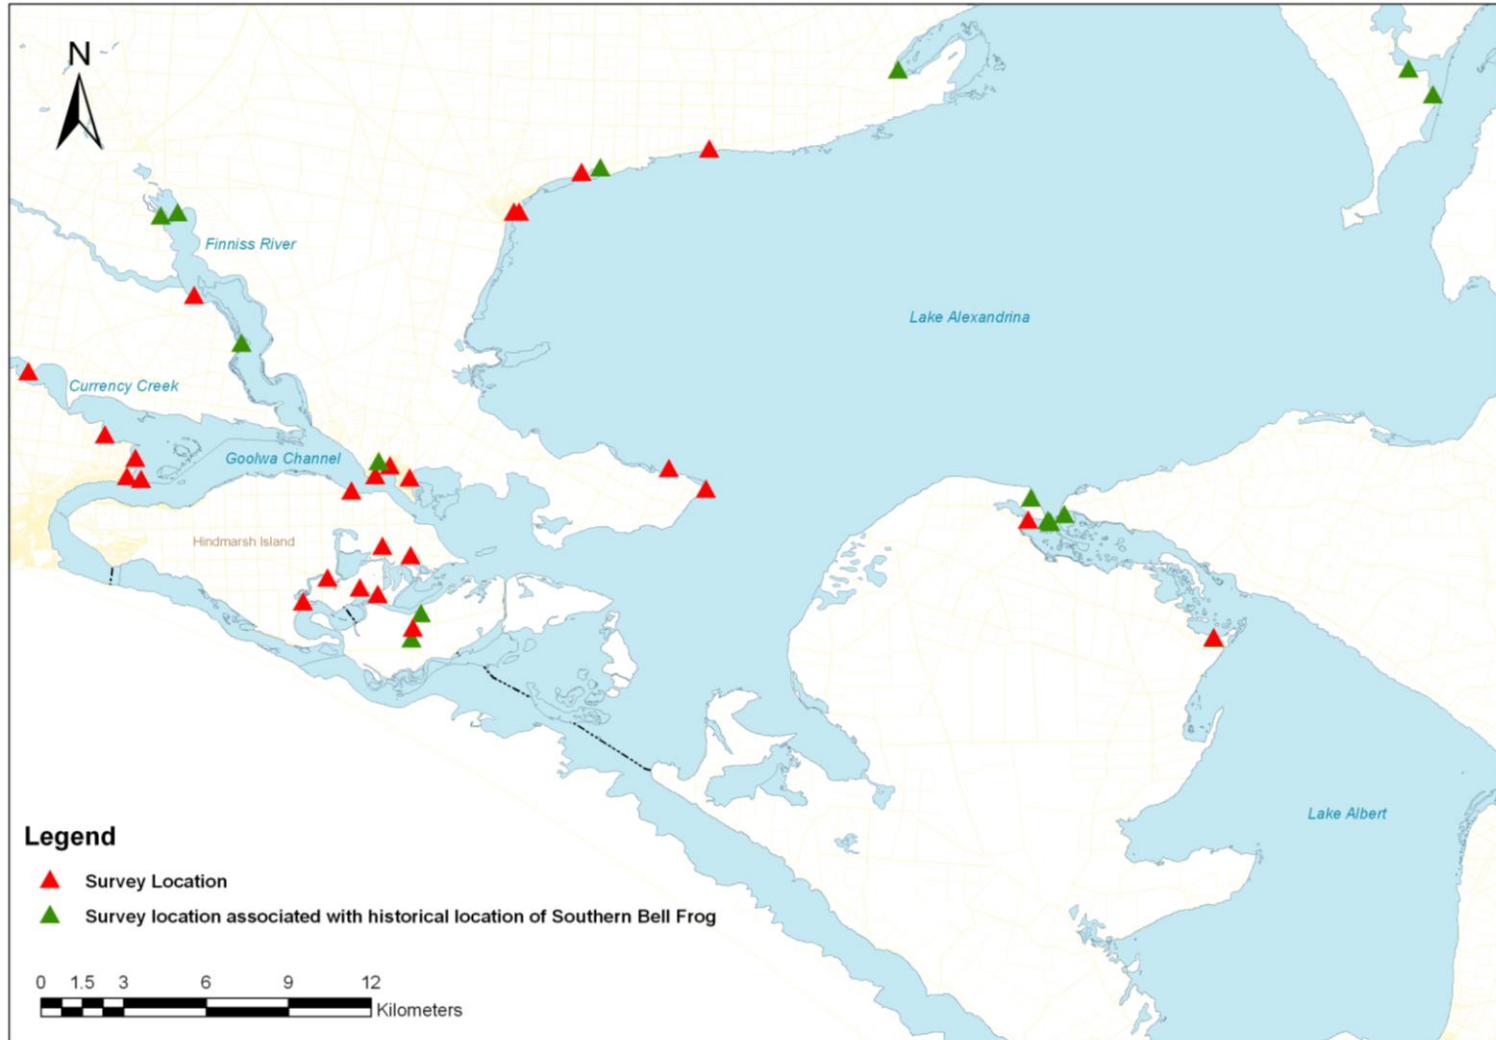 N
Finniss River
Lake Alexandrina
Currency Creek
Goolwa Channel
Hindmarsh Island
Lake Albert
Legend
Survey Location
Survey location associated with historical location of Southern Bell Frog
0 1.5 3 6 9 12
Kilometers